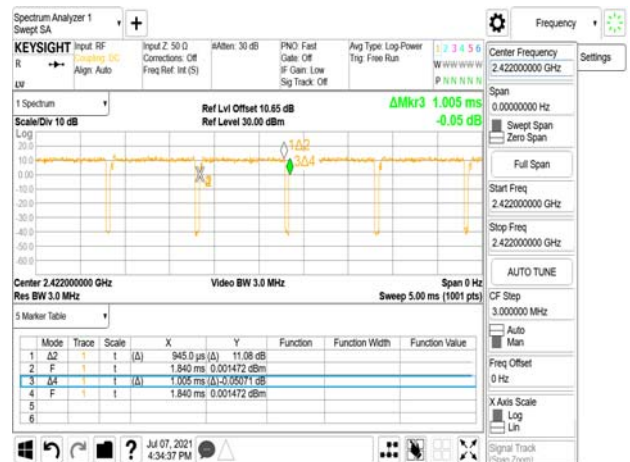 Spectrum Analyzer 1
Swept SA
Frequency
KEYSIGHT
R
Input: RF
Coupling: DC
Align: Auto
Input Z: 50 Ω
Corrections: Off
Freq Ref: Int (S)
#Atten: 30 dB
PNO: Fast
Gate: Off
IF Gain: Low
Sig Track: Off
Avg Type: Log-Power
Trig: Free Run
1 2 3 4 5 6
W W W W W W
P N N N N N
1 Spectrum
Scale/Div 10 dB
Ref Lvl Offset 10.65 dB
Ref Level 30.00 dBm
ΔMkr3 1.005 ms
-0.05 dB
Log
20.0
10.0
0.00
-10.0
-20.0
-30.0
-40.0
-50.0
-60.0
1Δ2
3Δ4
Center 2.422000000 GHz
Res BW 3.0 MHz
Video BW 3.0 MHz
Span 0 Hz
Sweep 5.00 ms (1001 pts)
5 Marker Table
Mode Trace Scale X Y Function Function Width Function Value
1 Δ2 1 t (Δ) 945.0 µs (Δ) 11.08 dB
2 F 1 t 1.840 ms 0.001472 dBm
3 Δ4 1 t (Δ) 1.005 ms (Δ) -0.05071 dB
4 F 1 t 1.840 ms 0.001472 dBm
5
6
Jul 07, 2021
4:34:37 PM
Center Frequency
2.422000000 GHz
Settings
Span
0.00000000 Hz
Swept Span
Zero Span
Full Span
Start Freq
2.422000000 GHz
Stop Freq
2.422000000 GHz
AUTO TUNE
CF Step
3.000000 MHz
Auto
Man
Freq Offset
0 Hz
X Axis Scale
Log
Lin
Signal Track
(Span Zoom)